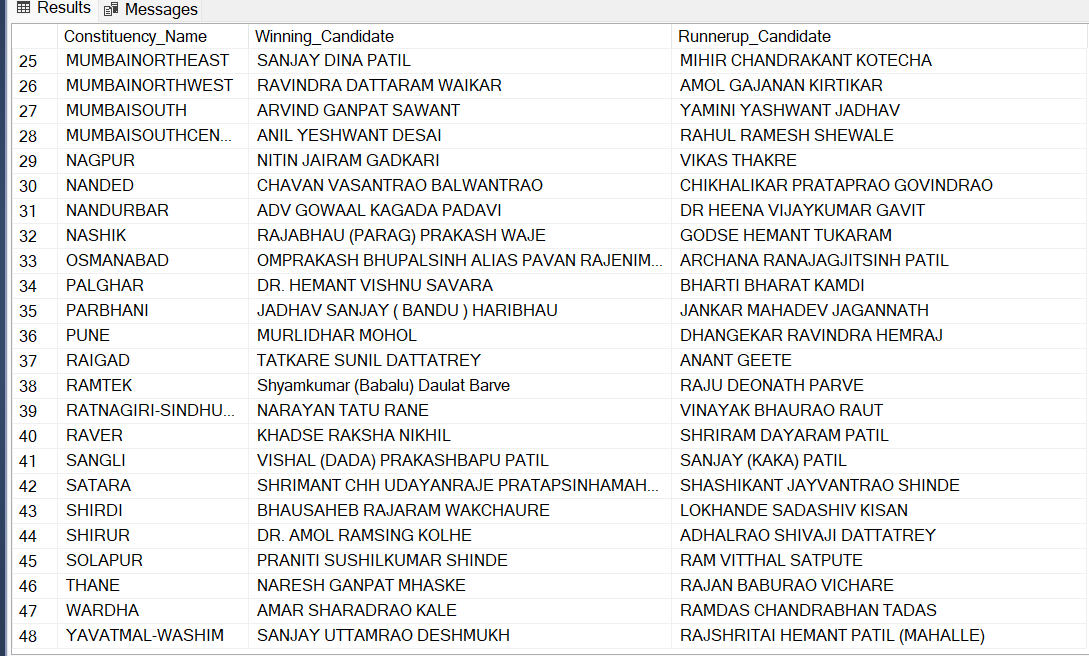 Results Messages
Constituency_Name Winning_Candidate Runnerup_Candidate
25 MUMBAINORTHEAST SANJAY DINA PATIL MIHIR CHANDRAKANT KOTECHA
26 MUMBAINORTHWEST RAVINDRA DATTARAM WAIKAR AMOL GAJANAN KIRTIKAR
27 MUMBAISOUTH ARVIND GANPAT SAWANT YAMINI YASHWANT JADHAV
28 MUMBAISOUTHCEN... ANIL YESHWANT DESAI RAHUL RAMESH SHEWALE
29 NAGPUR NITIN JAIRAM GADKARI VIKAS THAKRE
30 NANDED CHAVAN VASANTRAO BALWANTRAO CHIKHALIKAR PRATAPRAO GOVINDRAO
31 NANDURBAR ADV GOWAAL KAGADA PADAVI DR HEENA VIJAYKUMAR GAVIT
32 NASHIK RAJABHAU (PARAG) PRAKASH WAJE GODSE HEMANT TUKARAM
33 OSMANABAD OMPRAKASH BHUPALSINH ALIAS PAVAN RAJENIM... ARCHANA RANAJAGJITSINH PATIL
34 PALGHAR DR. HEMANT VISHNU SAVARA BHARTI BHARAT KAMDI
35 PARBHANI JADHAV SANJAY ( BANDU ) HARIBHAU JANKAR MAHADEV JAGANNATH
36 PUNE MURLIDHAR MOHOL DHANGEKAR RAVINDRA HEMRAJ
37 RAIGAD TATKARE SUNIL DATTATREY ANANT GEETE
38 RAMTEK Shyamkumar (Babalu) Daulat Barve RAJU DEONATH PARVE
39 RATNAGIRI-SINDHU... NARAYAN TATU RANE VINAYAK BHAURAO RAUT
40 RAVER KHADSE RAKSHA NIKHIL SHRIRAM DAYARAM PATIL
41 SANGLI VISHAL (DADA) PRAKASHBAPU PATIL SANJAY (KAKA) PATIL
42 SATARA SHRIMANT CHH UDAYANRAJE PRATAPSINHAMAH... SHASHIKANT JAYVANTRAO SHINDE
43 SHIRDI BHAUSAHEB RAJARAM WAKCHAURE LOKHANDE SADASHIV KISAN
44 SHIRUR DR. AMOL RAMSING KOLHE ADHALRAO SHIVAJI DATTATREY
45 SOLAPUR PRANITI SUSHILKUMAR SHINDE RAM VITTHAL SATPUTE
46 THANE NARESH GANPAT MHASKE RAJAN BABURAO VICHARE
47 WARDHA AMAR SHARADRAO KALE RAMDAS CHANDRABHAN TADAS
48 YAVATMAL-WASHIM SANJAY UTTAMRAO DESHMUKH RAJSHRITAI HEMANT PATIL (MAHALLE)